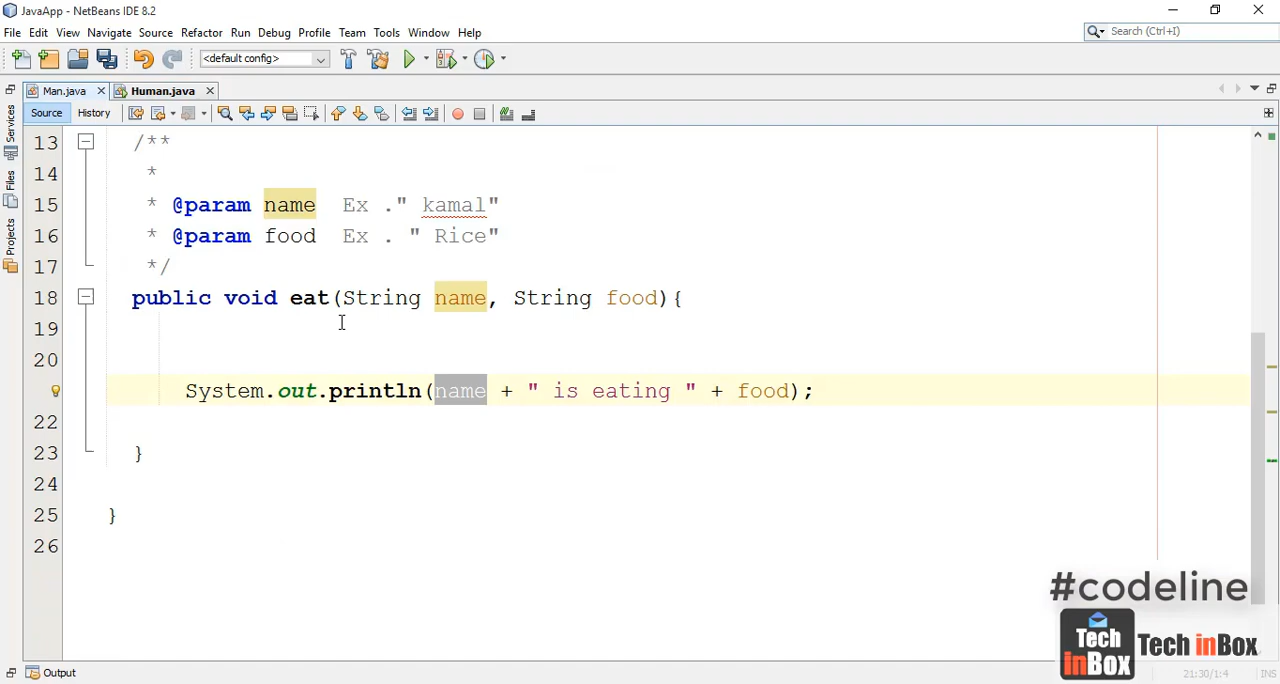 JavaApp - NetBeans IDE 8.2
File Edit View Navigate Source Refactor Run Debug Profile Team Tools Window Help
Search (Ctrl+I)
<default config>
Man.java Human.java
Source History
Services
Files
Projects
13 /**
14 *
15 * @param name Ex ." kamal"
16 * @param food Ex . " Rice"
17 */
18 public void eat(String name, String food){
19
20
System.out.println(name + " is eating " + food);
22
23 }
24
25 }
26
#codeline
Tech
inBox
Tech inBox
Output
21:30/1:4 INS